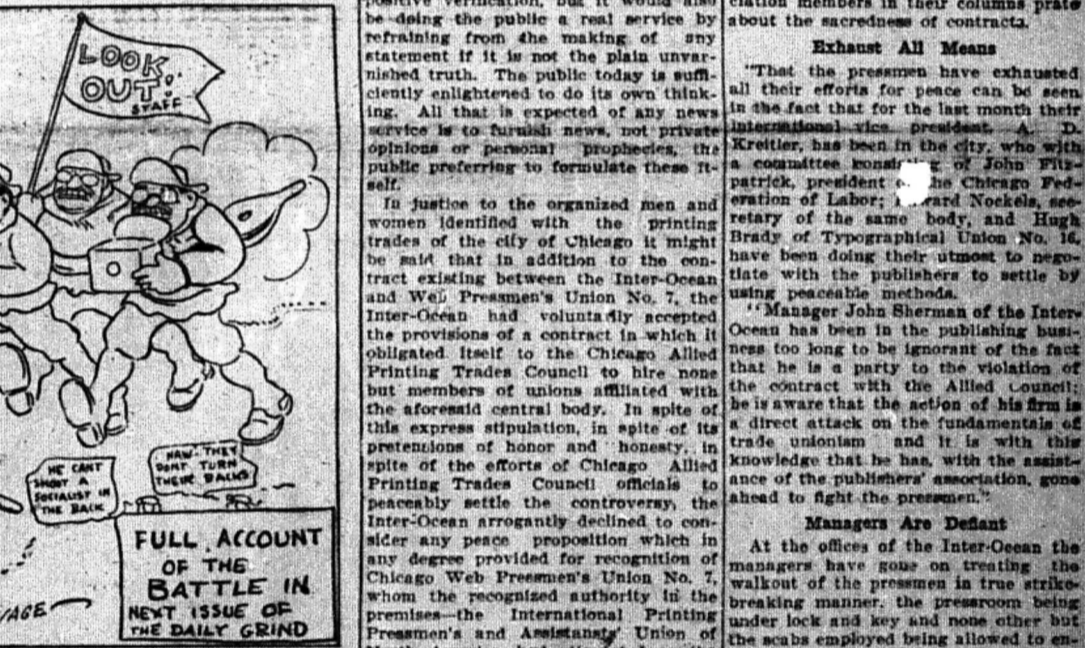 LOOK
OUT!
STAFF
HE CANT
SHOOT A
SOCIALIST IN
THE BACK
NAW THEY
DONT TURN
THEIR BACKS
FULL ACCOUNT
OF THE
BATTLE IN
NEXT ISSUE OF
THE DAILY GRIND
positive verification, but it would also
be doing the public a real service by
refraining from the making of any
statement if it is not the plain unvar-
nished truth. The public today is suffi-
ciently enlightened to do its own think-
ing. All that is expected of any news
service is to furnish news, not private
opinions or personal prophecies, the
public preferring to formulate these it-
self.
In justice to the organized men and
women identified with the printing
trades of the city of Chicago it might
be said that in addition to the con-
tract existing between the Inter-Ocean
and Web Pressmen's Union No. 7, the
Inter-Ocean had voluntarily accepted
the provisions of a contract in which it
obligated itself to the Chicago Allied
Printing Trades Council to hire none
but members of unions affiliated with
the aforesaid central body. In spite of
this express stipulation, in spite of its
pretensions of honor and honesty, in
spite of the efforts of Chicago Allied
Printing Trades Council officials to
peaceably settle the controversy, the
Inter-Ocean arrogantly declined to con-
sider any peace proposition which in
any degree provided for recognition of
Chicago Web Pressmen's Union No. 7,
whom the recognized authority in the
premises—the International Printing
Pressmen's and Assistants' Union of
ciation members in their columns prate
about the sacredness of contracts.
Exhaust All Means
"That the pressmen have exhausted
all their efforts for peace can be seen
in the fact that for the last month their
international vice president, A. D.
Kreitler, has been in the city, who with
a committee of John Fitz-
patrick, president Chicago Fed-
eration of Labor; Nockels, sec-
retary of the same body, and Hugh
Brady of Typographical Union No. 16,
have been doing their utmost to nego-
tiate with the publishers to settle by
using peaceable methods.
"Manager John Sherman of the Inter-
Ocean has been in the publishing busi-
ness too long to be ignorant of the fact
that he is a party to the violation of
the contract with the Allied Council;
he is aware that the action of his firm is
a direct attack on the fundamentals of
trade unionism and it is with this
knowledge that he has, with the assist-
ance of the publishers' association, gone
ahead to fight the pressmen."
Managers Are Defiant
At the offices of the Inter-Ocean the
managers have gone on treating the
walkout of the pressmen in true strike-
breaking manner, the pressroom being
under lock and key and none other but
the scabs employed being allowed to en-